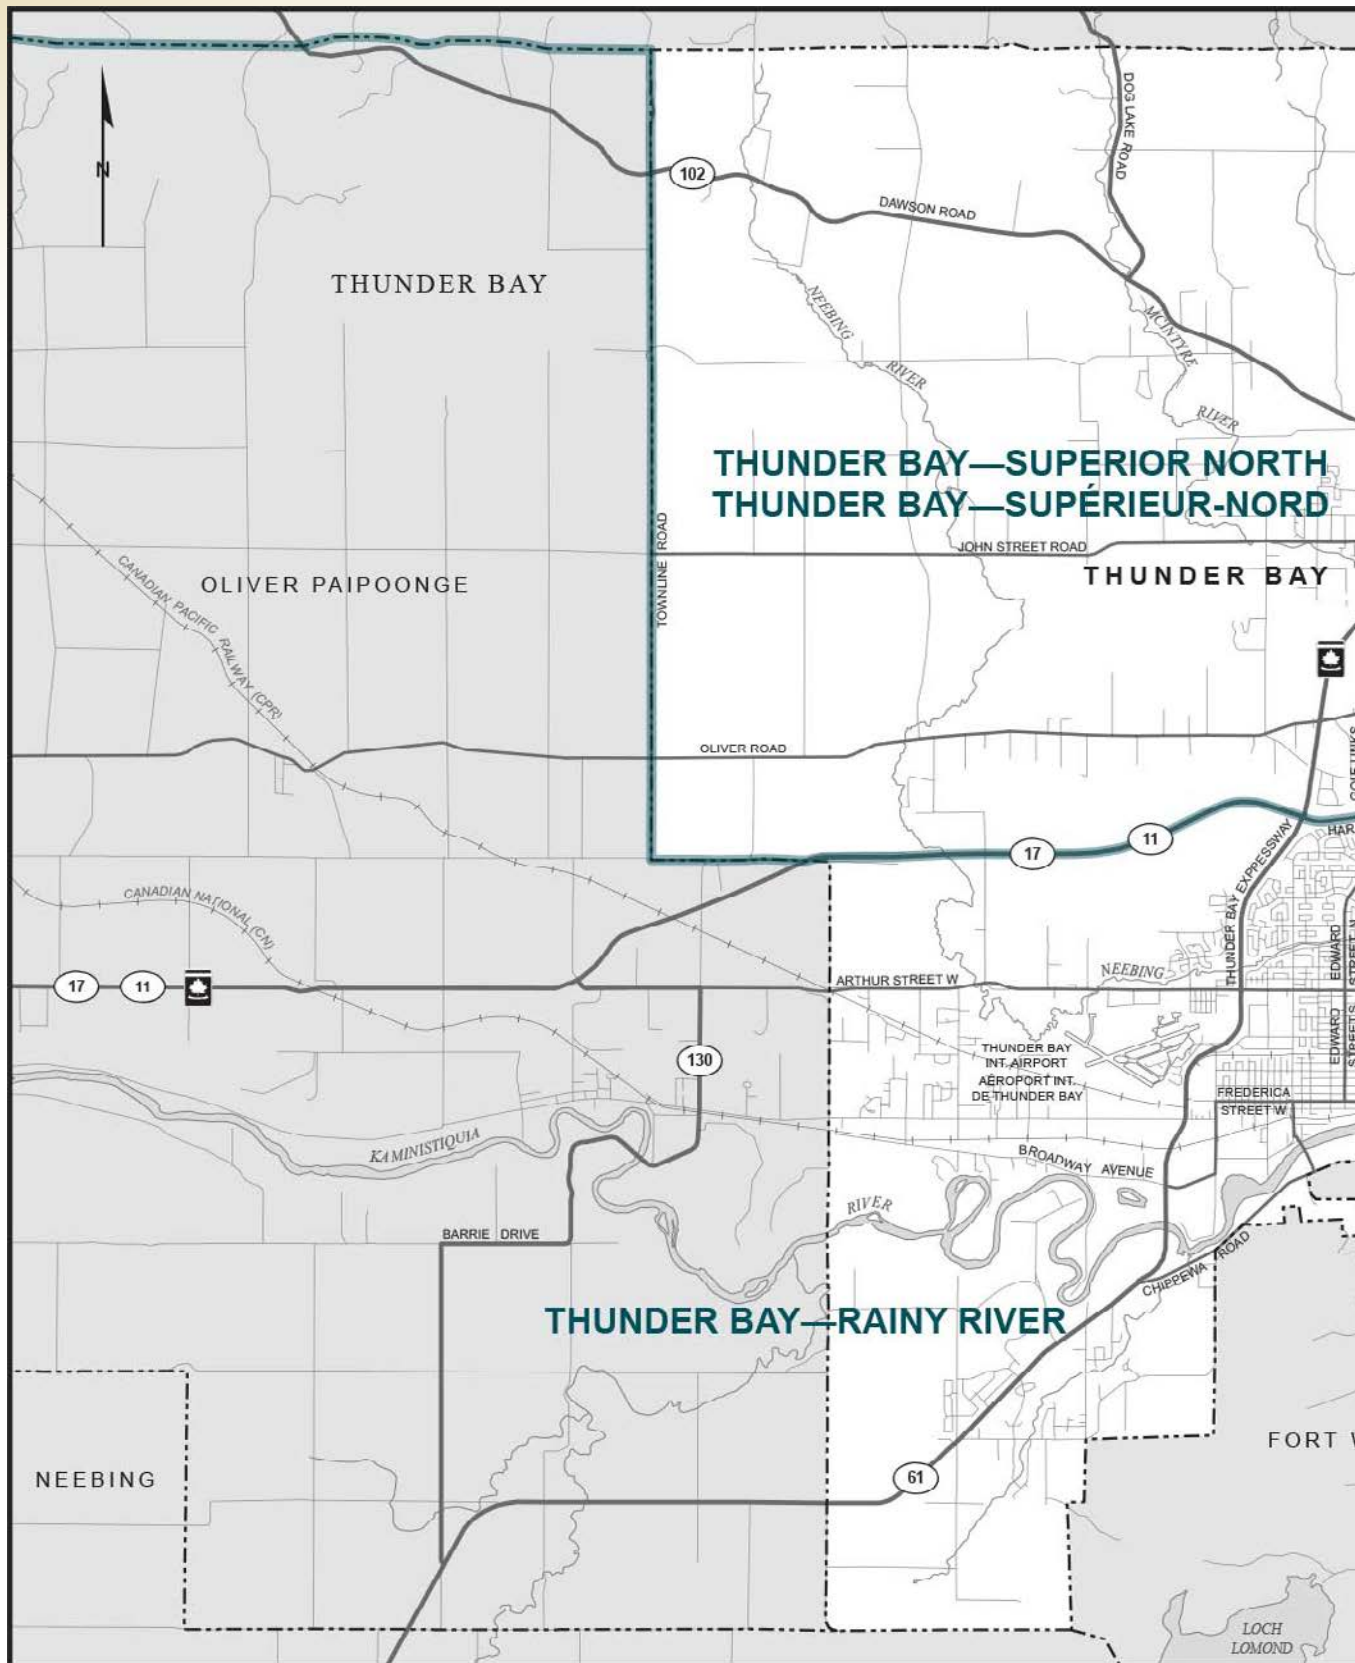 DOG LAKE ROAD
N
102
DAWSON ROAD
THUNDER BAY
NEEBING
RIVER
MCINTYRE
RIVER
THUNDER BAY—SUPERIOR NORTH
THUNDER BAY—SUPÉRIEUR-NORD
TOWNLINE ROAD
JOHN STREET ROAD
THUNDER BAY
CANADIAN PACIFIC RAILWAY (CPR)
OLIVER PAIPOONGE
OLIVER ROAD
17
11
HAR
THUNDER BAY EXPPESSWAY
CANADIAN NATIONAL (CN)
NEEBING
EDWARD
EDWARD
17
11
ARTHUR STREET W
130
THUNDER BAY
INT. AIRPORT
AÉROPORT INT.
DE THUNDER BAY
FREDERICA
STREET W
KAMINISTIQUIA
BROADWAY AVENUE
RIVER
BARRIE DRIVE
CHIPPEWA ROAD
THUNDER BAY—RAINY RIVER
NEEBING
61
FORT
LOCH
LOMOND